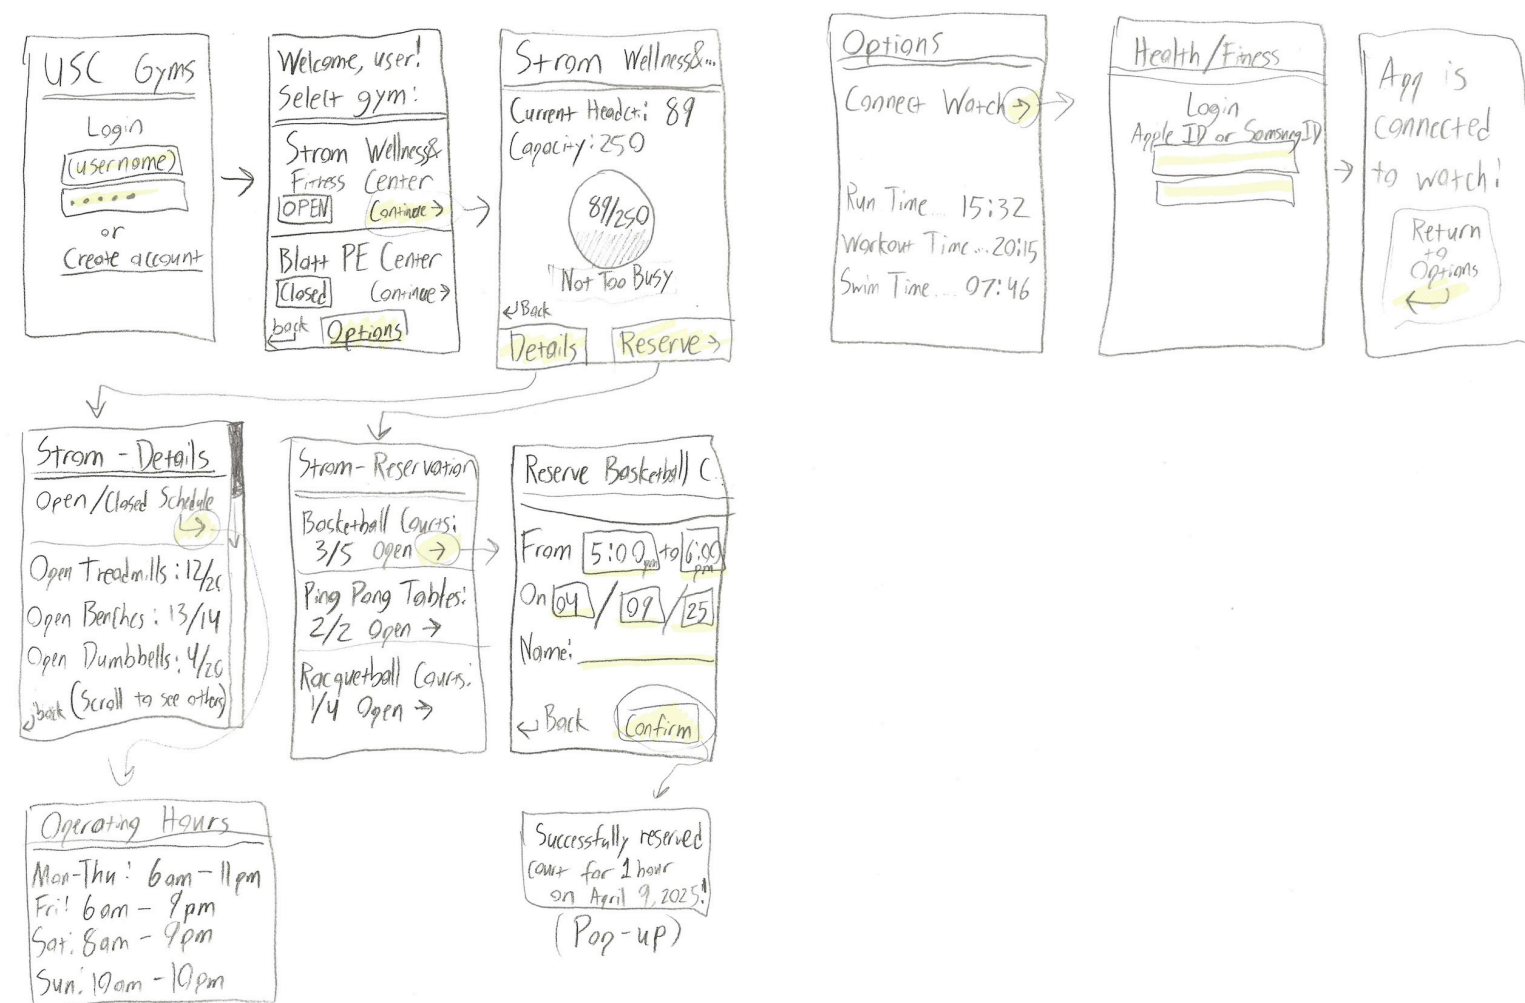 USC Gyms
Login
(username)
.....
or
Create account
Welcome, user!
Select gym:
Strom Wellness&
Fitness Center
OPEN Continue →
Blatt PE Center
Closed Continue →
back Options
Strom Wellness&...
Current Headct: 89
Capacity: 250
89/250
Not Too Busy
↲ Back
Details Reserve →
Options
Connect Watch →
Run Time... 15:32
Workout Time...20:15
Swim Time.... 07:46
Health/Fitness
Login
Apple ID or Samsung ID
App is
connected
to watch!
Return
to
Options
Strom - Details
Open/Closed Schedule
Open Treadmills: 12/20
Open Benches: 13/14
Open Dumbbells: 4/20
↲ back (Scroll to see others)
Strom-Reservation
Basketball Courts:
3/5 Open →
Ping Pong Tables:
2/2 Open →
Racquetball Courts:
1/4 Open →
Reserve Basketball C..
From 5:00 pm to 6:00 pm
On 04 / 09 / 25
Name:
↲ Back Confirm
Operating Hours
Mon-Thu: 6am - 11pm
Fri: 6am - 9pm
Sat: 8am - 9pm
Sun: 10am - 10pm
Successfully reserved
court for 1 hour
on April 9, 2025!
(Pop-up)